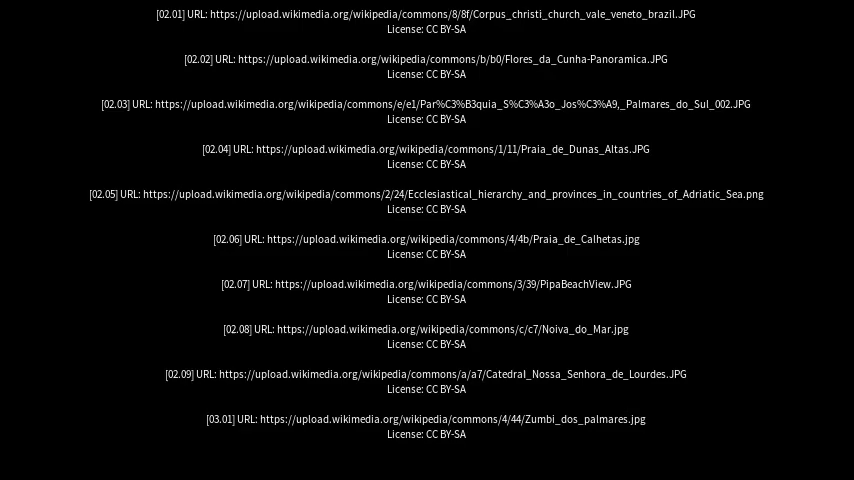 [02.01] URL: https://upload.wikimedia.org/wikipedia/commons/8/8f/Corpus_christi_church_vale_veneto_brazil.JPG
License: CC BY-SA
[02.02] URL: https://upload.wikimedia.org/wikipedia/commons/b/b0/Flores_da_Cunha-Panoramica.JPG
License: CC BY-SA
[02.03] URL: https://upload.wikimedia.org/wikipedia/commons/e/e1/Par%C3%B3quia_S%C3%A3o_Jos%C3%A9,_Palmares_do_Sul_002.JPG
License: CC BY-SA
[02.04] URL: https://upload.wikimedia.org/wikipedia/commons/1/11/Praia_de_Dunas_Altas.JPG
License: CC BY-SA
[02.05] URL: https://upload.wikimedia.org/wikipedia/commons/2/24/Ecclesiastical_hierarchy_and_provinces_in_countries_of_Adriatic_Sea.png
License: CC BY-SA
[02.06] URL: https://upload.wikimedia.org/wikipedia/commons/4/4b/Praia_de_Calhetas.jpg
License: CC BY-SA
[02.07] URL: https://upload.wikimedia.org/wikipedia/commons/3/39/PipaBeachView.JPG
License: CC BY-SA
[02.08] URL: https://upload.wikimedia.org/wikipedia/commons/c/c7/Noiva_do_Mar.jpg
License: CC BY-SA
[02.09] URL: https://upload.wikimedia.org/wikipedia/commons/a/a7/Catedral_Nossa_Senhora_de_Lourdes.JPG
License: CC BY-SA
[03.01] URL: https://upload.wikimedia.org/wikipedia/commons/4/44/Zumbi_dos_palmares.jpg
License: CC BY-SA